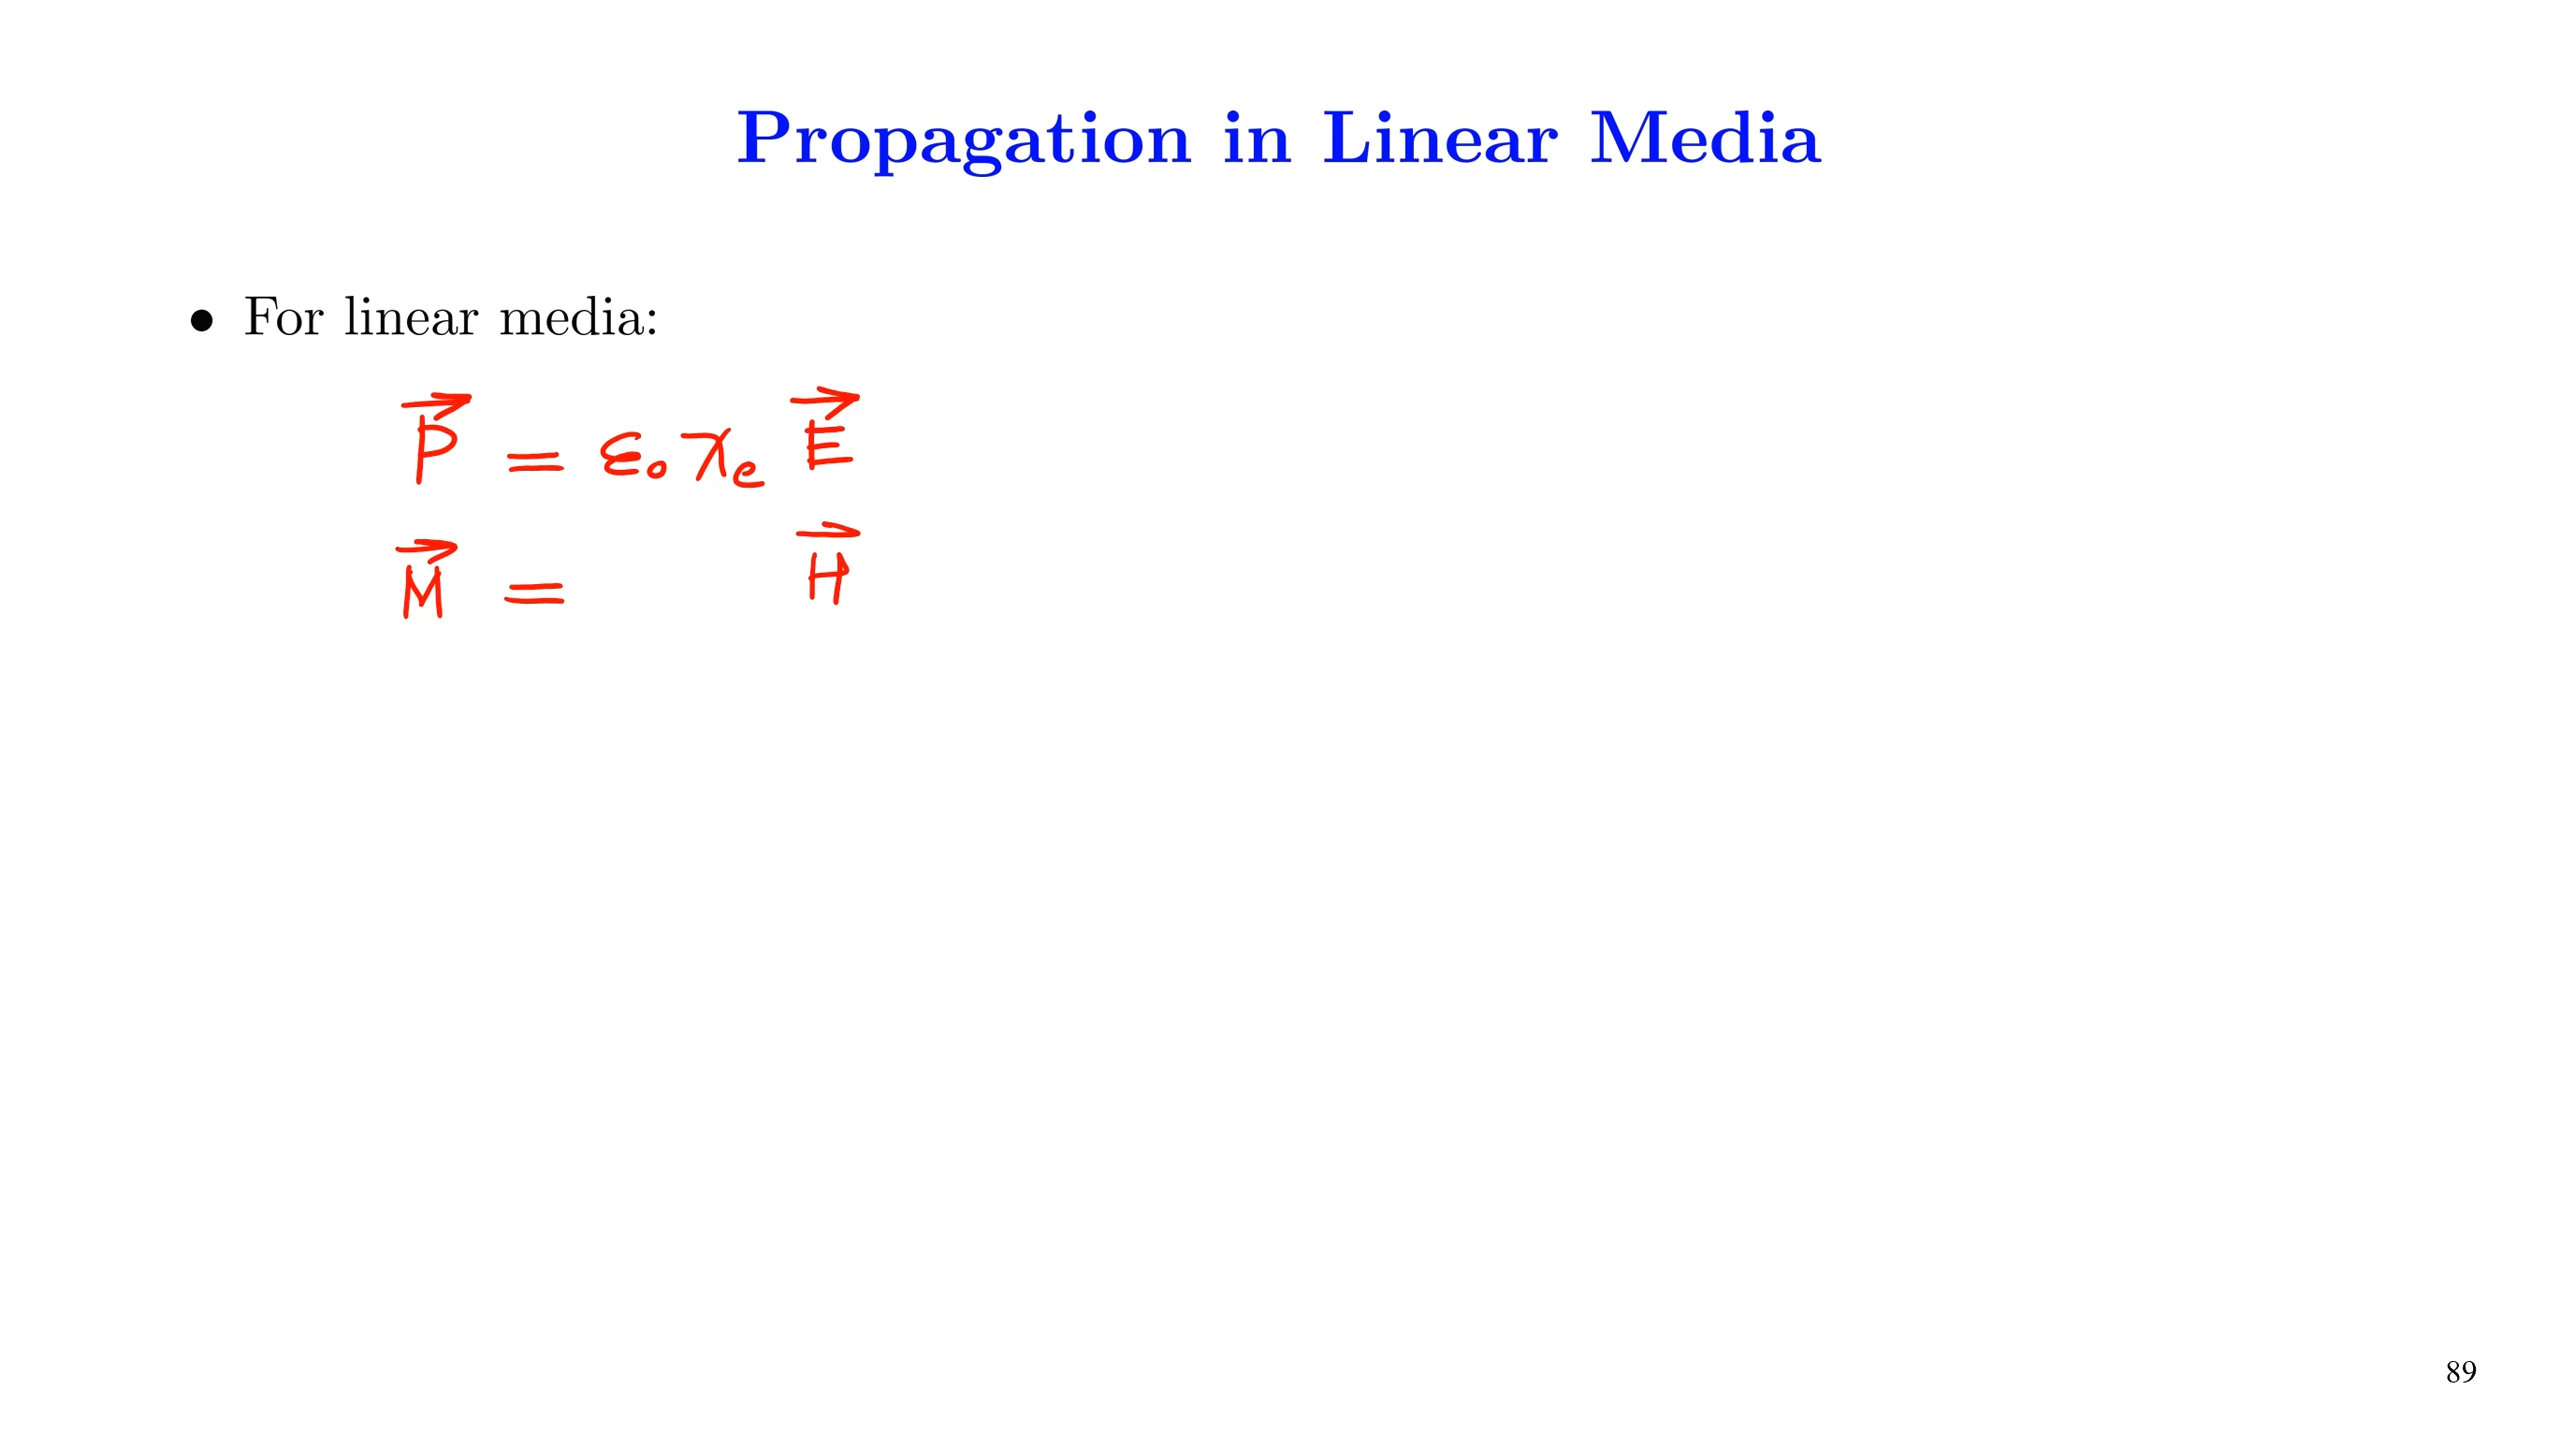 Propagation in Linear Media
• For linear media:
P⃗ = ε₀ χₑ E⃗
M⃗ = H⃗
89